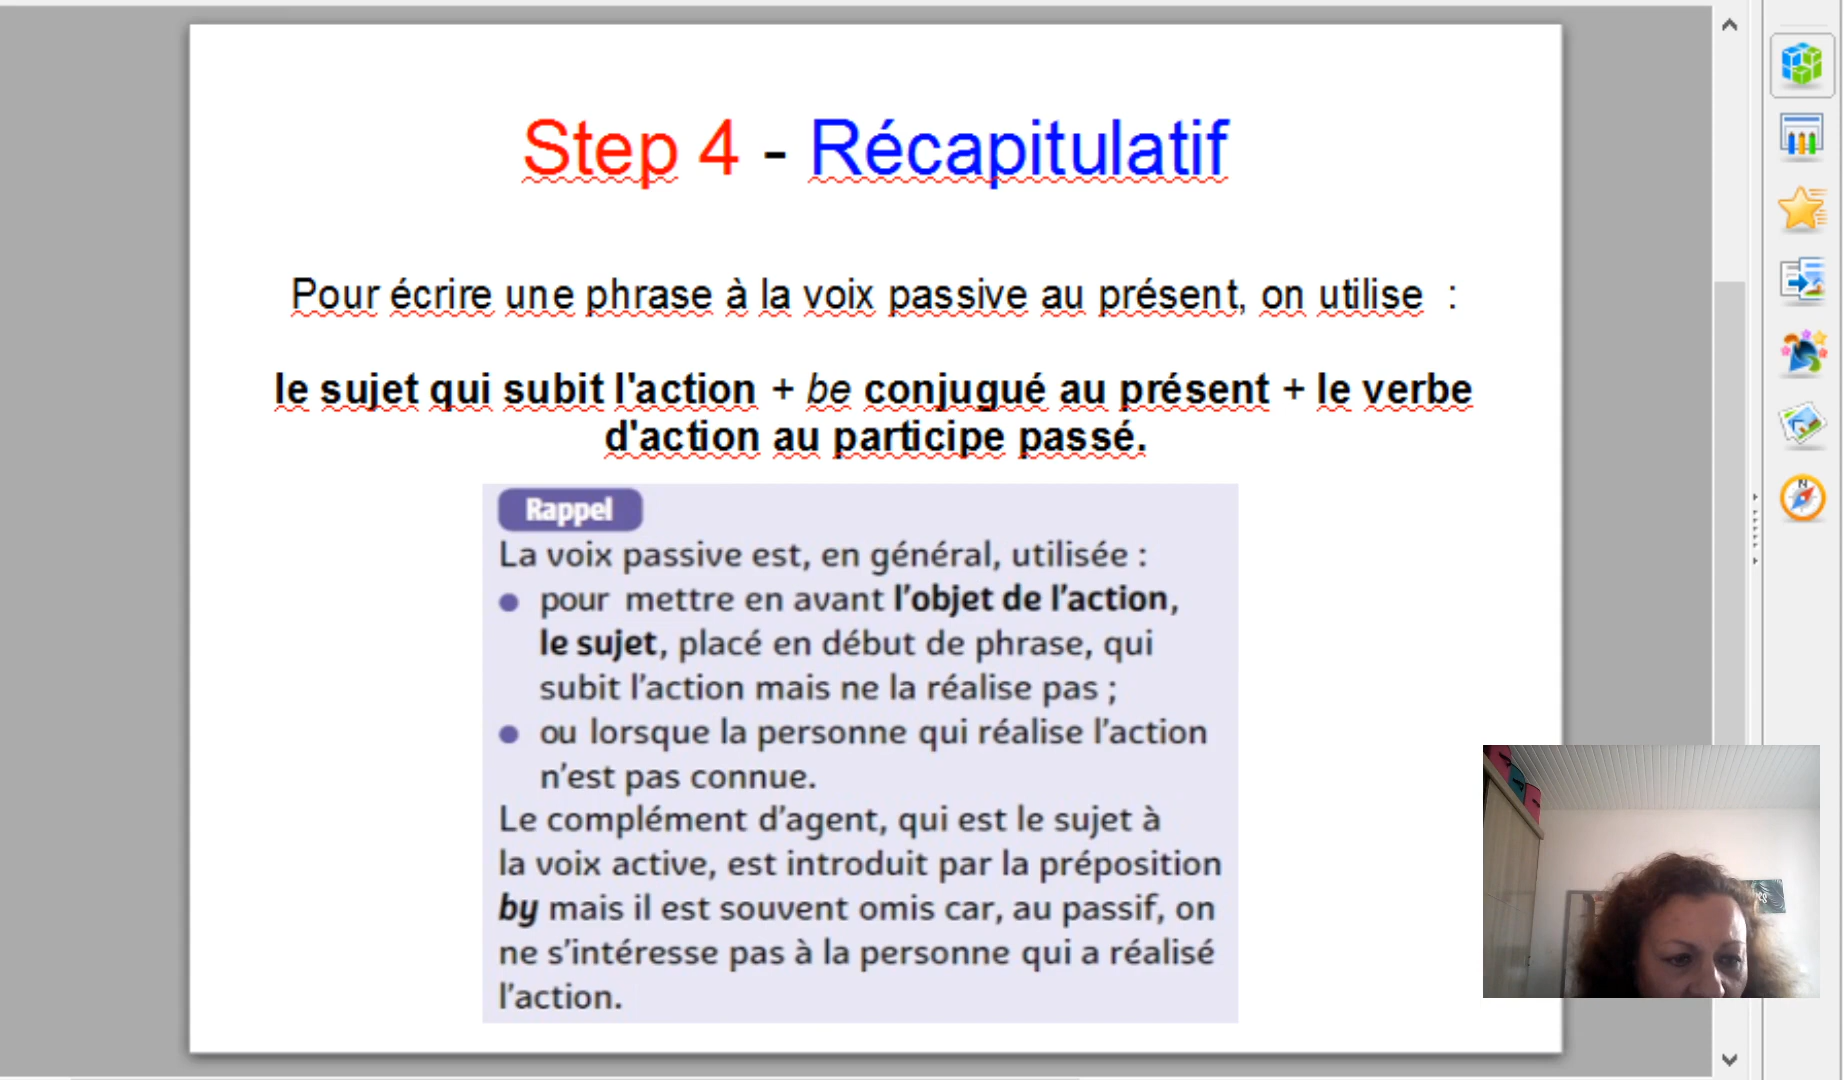 Step 4 - Récapitulatif
Pour écrire une phrase à la voix passive au présent, on utilise :
le sujet qui subit l'action + be conjugué au présent + le verbe
d'action au participe passé.
Rappel
La voix passive est, en général, utilisée :
● pour mettre en avant l'objet de l'action,
le sujet, placé en début de phrase, qui
subit l'action mais ne la réalise pas ;
● ou lorsque la personne qui réalise l'action
n'est pas connue.
Le complément d'agent, qui est le sujet à
la voix active, est introduit par la préposition
by mais il est souvent omis car, au passif, on
ne s'intéresse pas à la personne qui a réalisé
l'action.
N